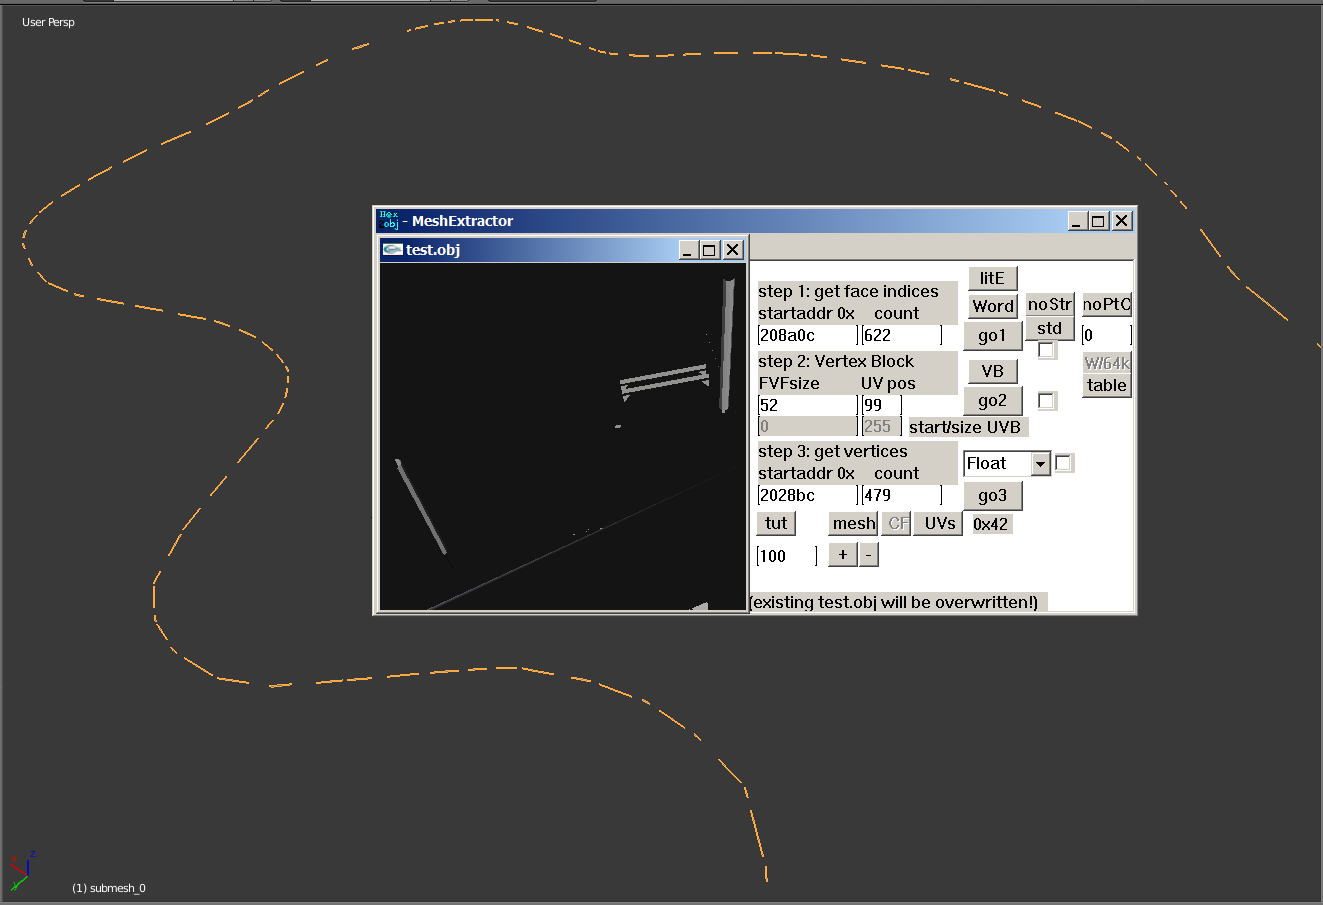 User Persp
Hex
obj
- MeshExtractor
test.obj
litE
step 1: get face indices
startaddr 0x count
Word
noStr
noPtC
208a0c
622
go1
std
0
step 2: Vertex Block
FVFsize UV pos
VB
W/64k
table
52
99
go2
0
255
start/size UVB
step 3: get vertices
startaddr 0x count
Float
2028bc
479
go3
tut
mesh
CF
UVs
0x42
100
+
-
(existing test.obj will be overwritten!)
x
z
y
(1) submesh_0